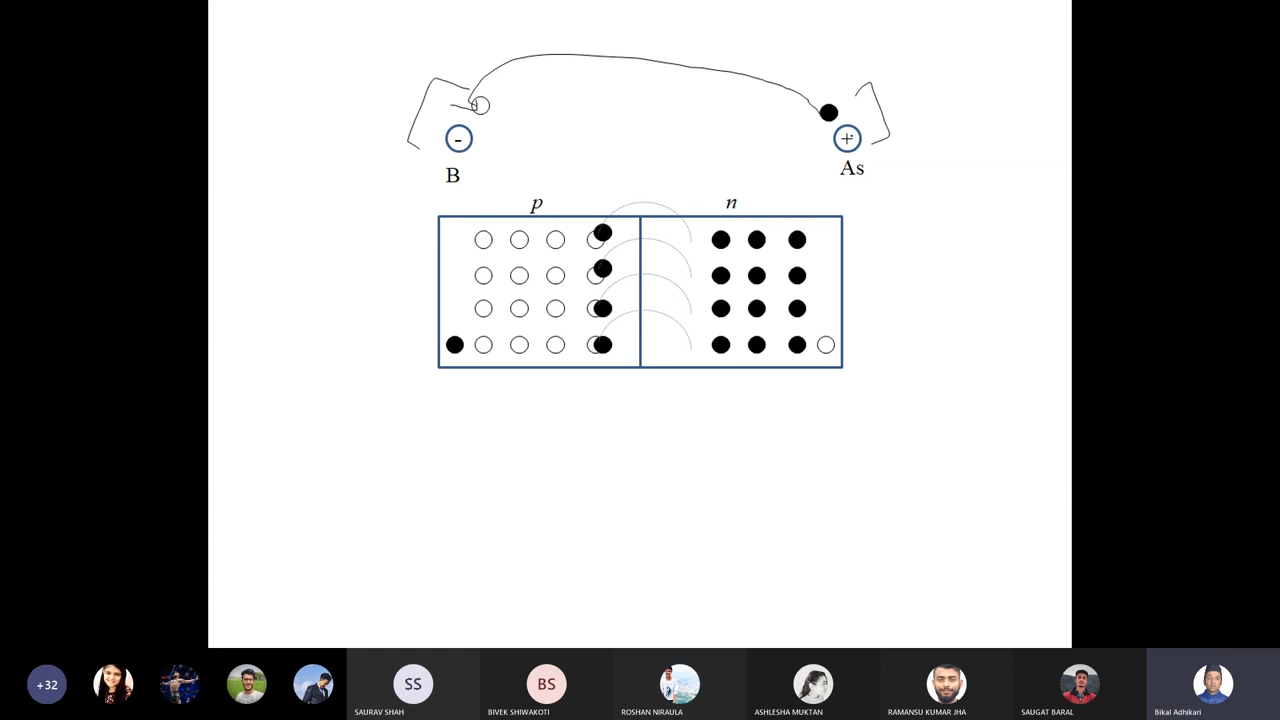 -
+
B
As
p
n
+32
SS
BS
SAURAV SHAH
BIVEK SHIWAKOTI
ROSHAN NIRAULA
ASHLESHA MUKTAN
RAMANSU KUMAR JHA
SAUGAT BARAL
Bikal Adhikari